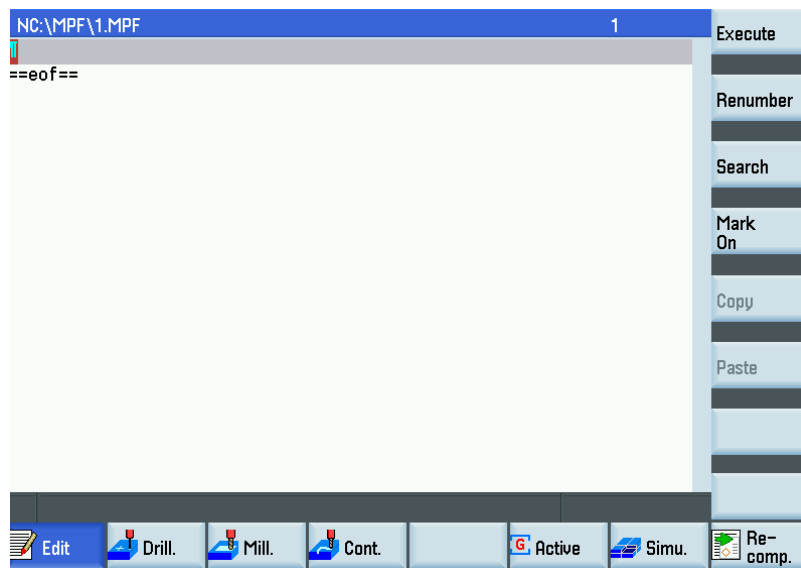 NC:\MPF\1.MPF 1
==eof==
Execute
Renumber
Search
Mark
On
Copy
Paste
Edit
Drill.
Mill.
Cont.
G Active
Simu.
Re-
comp.